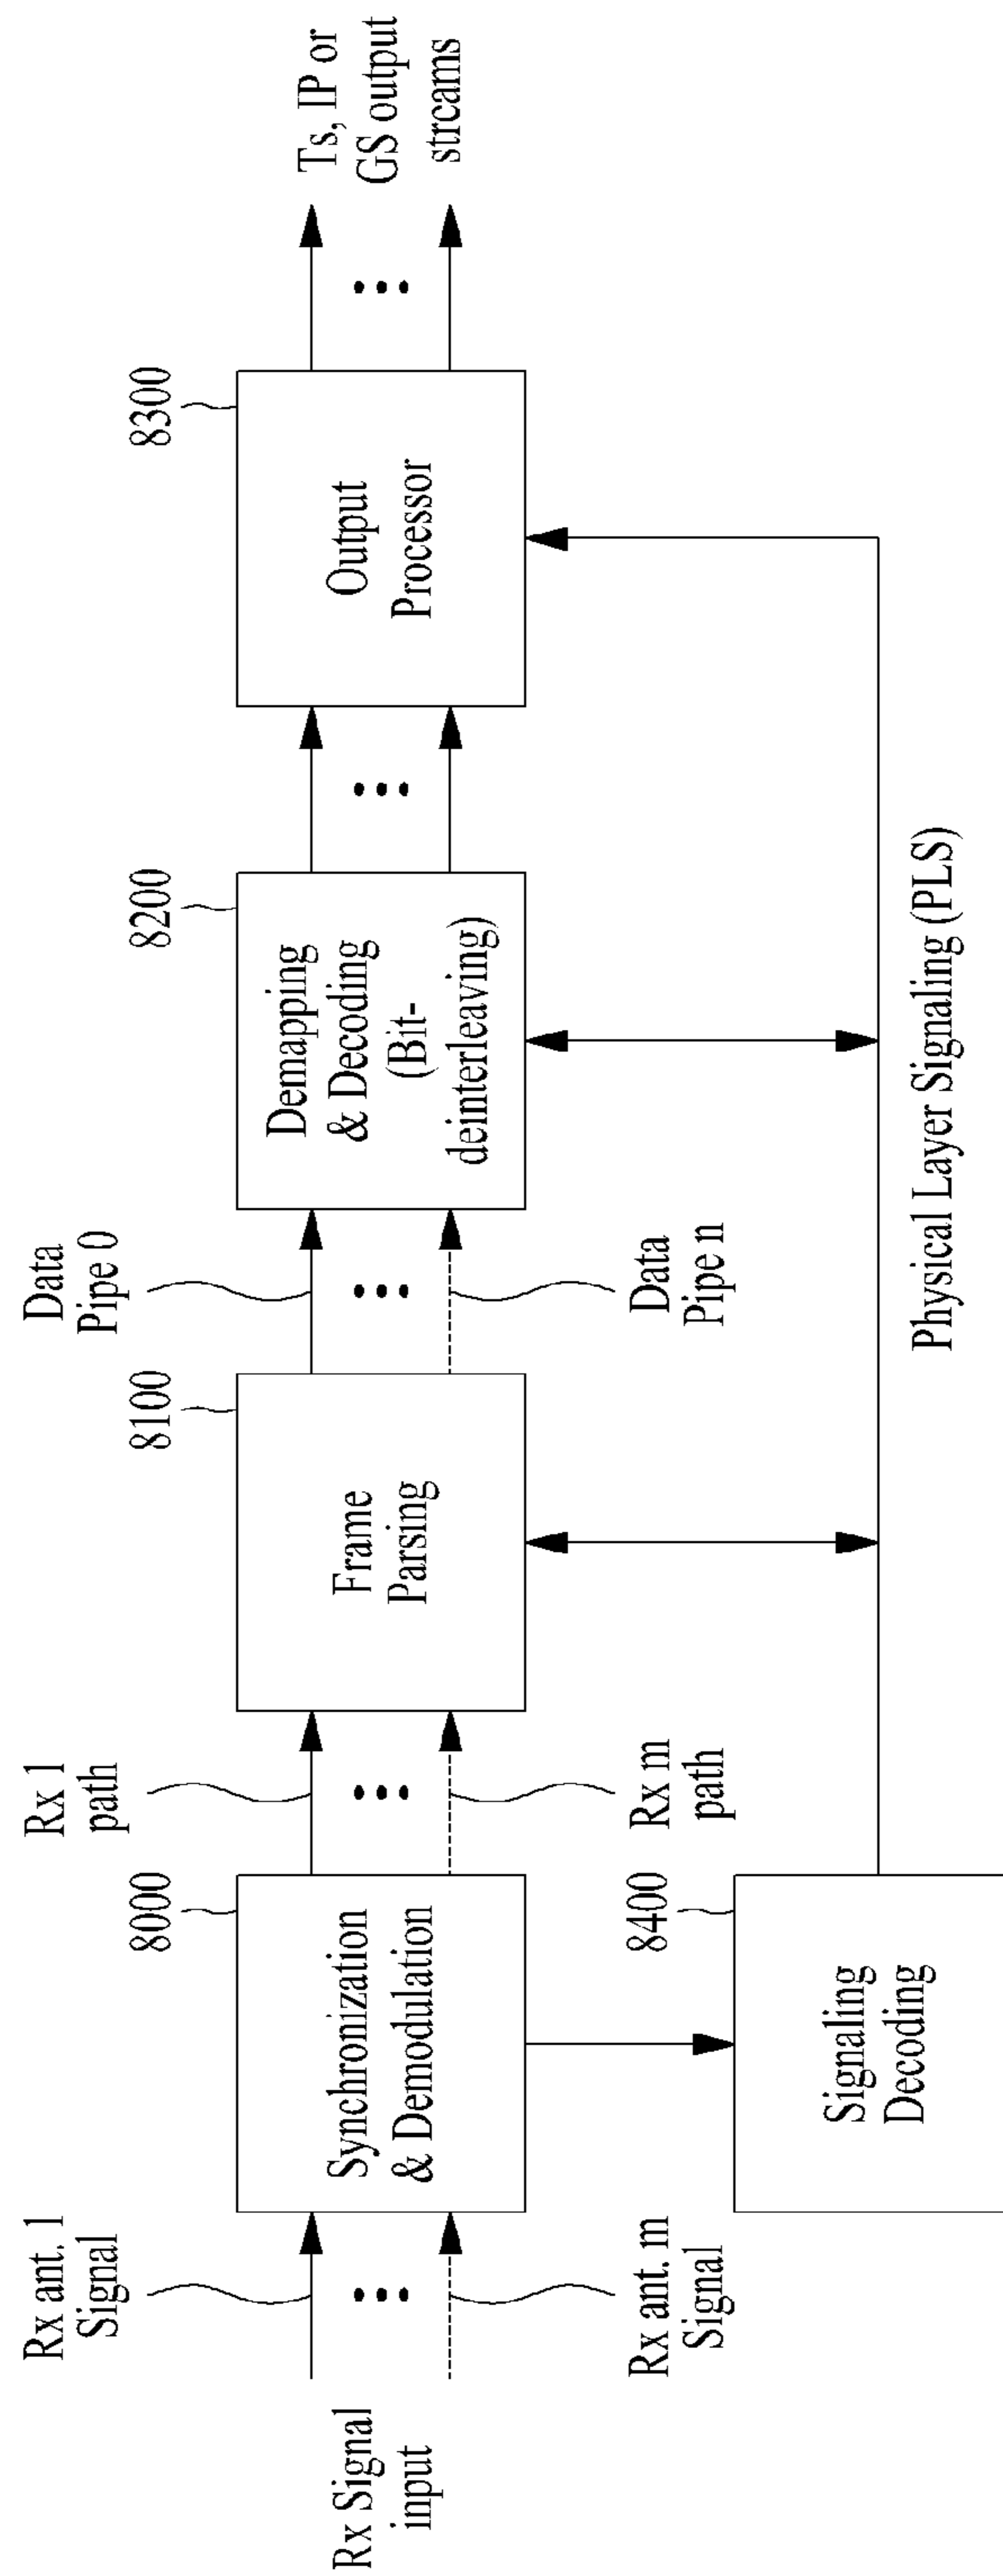 Rx Signal
input
Rx ant. 1
Signal
Rx ant. m
Signal
8000
Synchronization
& Demodulation
Rx 1
path
Rx m
path
8100
Frame
Parsing
Data
Pipe 0
Data
Pipe n
8200
Demapping
& Decoding
(Bit-
deinterleaving)
8300
Output
Processor
Ts, IP or
GS output
strcams
8400
Signaling
Decoding
Physical Layer Signaling (PLS)